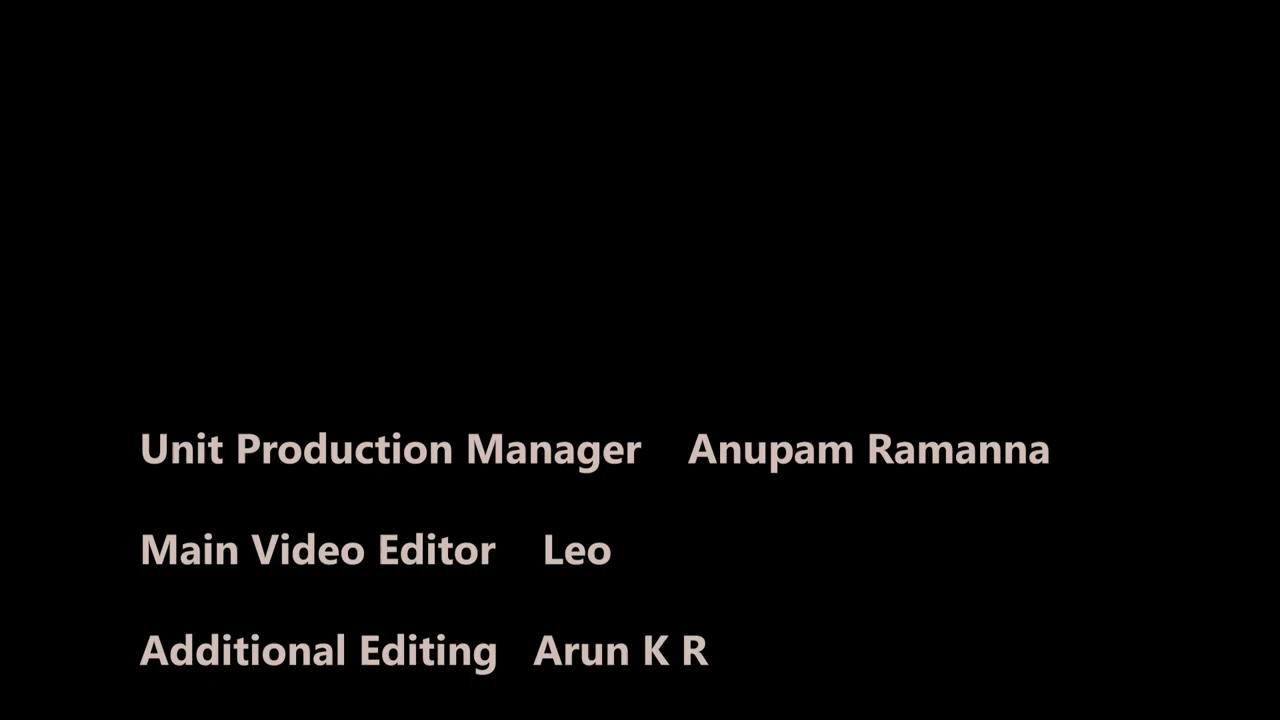 Unit Production Manager Anupam Ramanna
Main Video Editor Leo
Additional Editing Arun K R